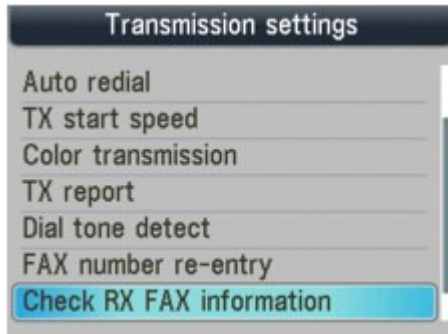 Transmission settings
Auto redial
TX start speed
Color transmission
TX report
Dial tone detect
FAX number re-entry
Check RX FAX information